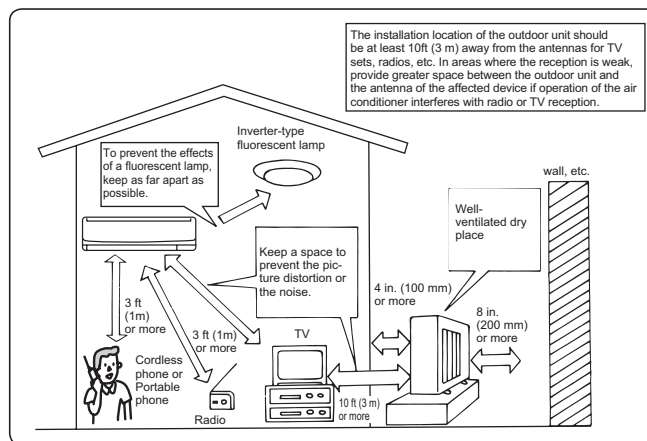 The installation location of the outdoor unit should
be at least 10ft (3 m) away from the antennas for TV
sets, radios, etc. In areas where the reception is weak,
provide greater space between the outdoor unit and
the antenna of the affected device if operation of the air
conditioner interferes with radio or TV reception.
Inverter-type
fluorescent lamp
To prevent the effects
of a fluorescent lamp,
keep as far apart as
possible.
wall, etc.
Well-
ventilated dry
place
Keep a space to
prevent the pic-
ture distortion or
the noise.
4 in. (100 mm)
or more
8 in.
(200 mm)
or more
3 ft
(1m)
or more
3 ft (1m)
or more
TV
Cordless
phone or
Portable
phone
Radio
10 ft (3 m)
or more